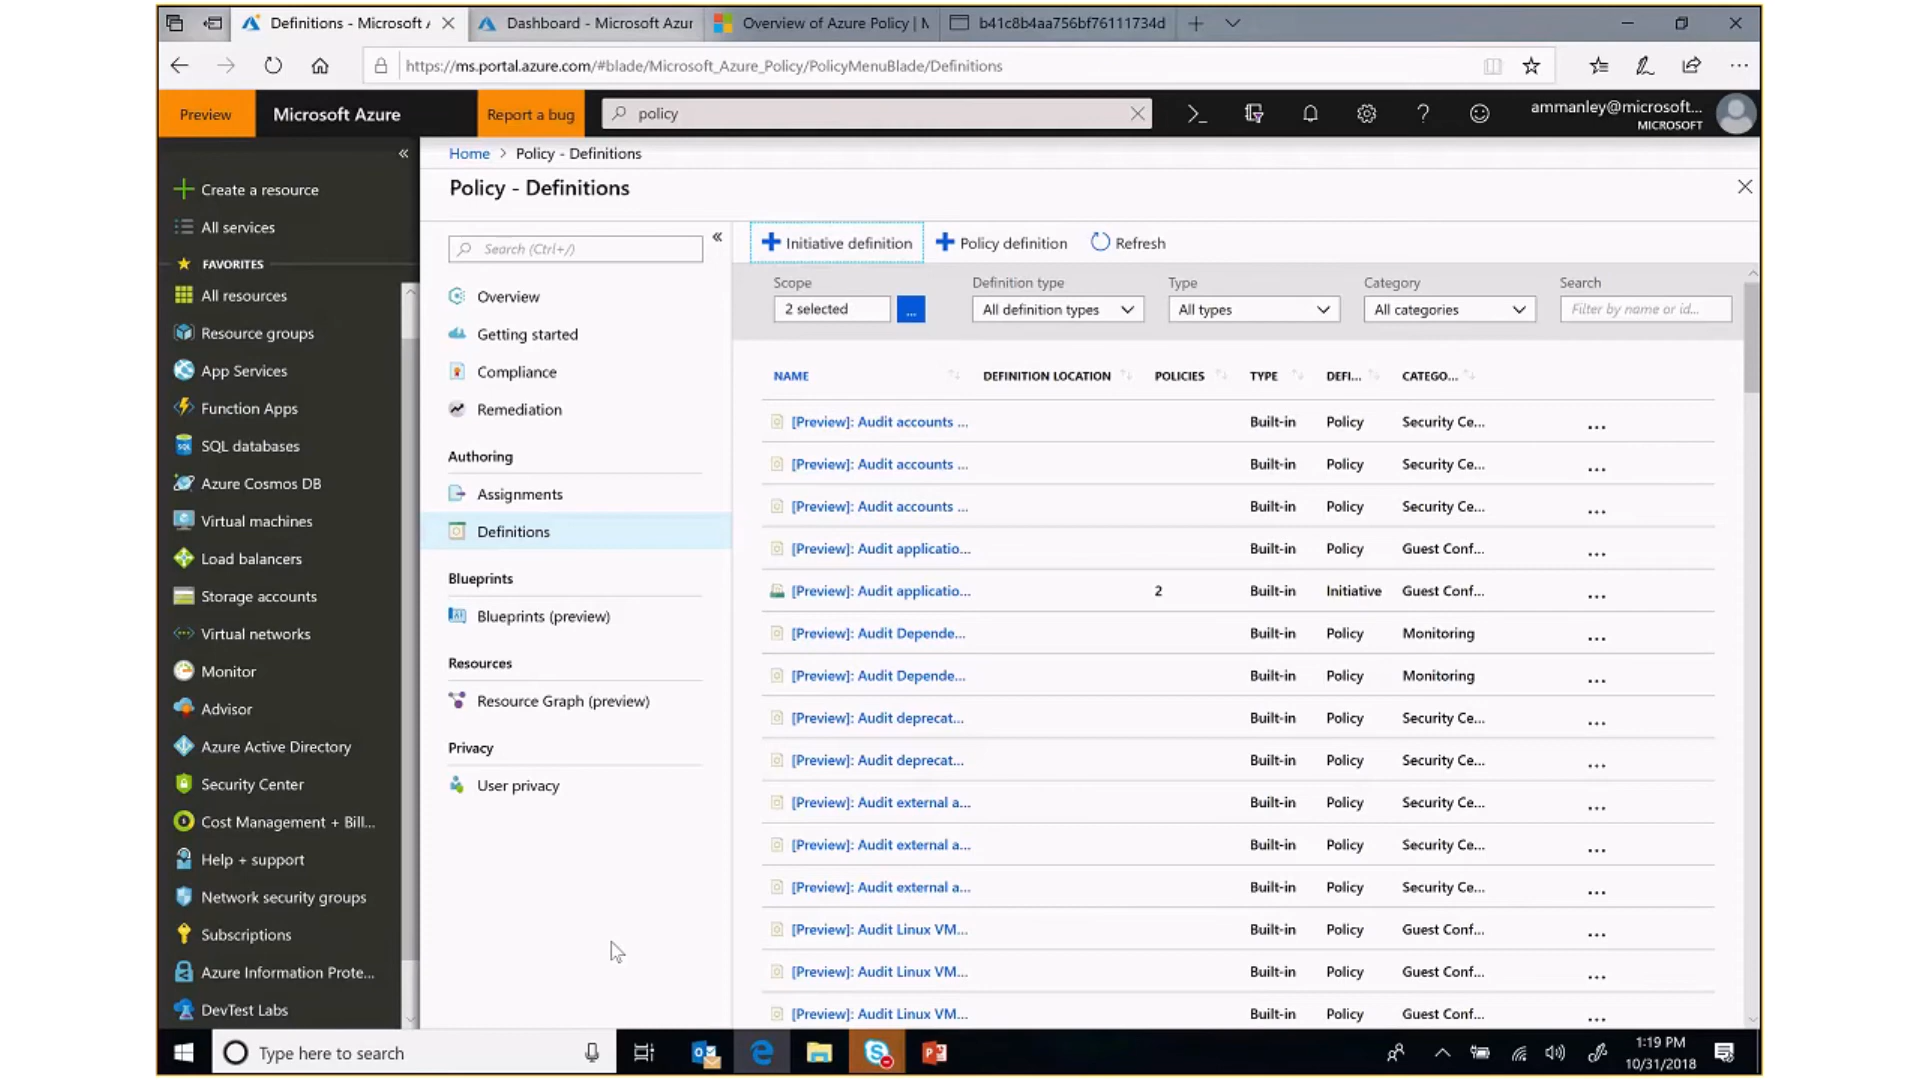 Definitions - Microsoft A
Dashboard - Microsoft Azur
Overview of Azure Policy | M
b41c8b4aa756bf76111734d
https://ms.portal.azure.com/#blade/Microsoft_Azure_Policy/PolicyMenuBlade/Definitions
Preview
Microsoft Azure
Report a bug
policy
ammanley@microsoft...
MICROSOFT
Create a resource
All services
FAVORITES
All resources
Resource groups
App Services
Function Apps
SQL databases
Azure Cosmos DB
Virtual machines
Load balancers
Storage accounts
Virtual networks
Monitor
Advisor
Azure Active Directory
Security Center
Cost Management + Bill...
Help + support
Network security groups
Subscriptions
Azure Information Prote...
DevTest Labs
Home > Policy - Definitions
Policy - Definitions
Search (Ctrl+/)
Overview
Getting started
Compliance
Remediation
Authoring
Assignments
Definitions
Blueprints
Blueprints (preview)
Resources
Resource Graph (preview)
Privacy
User privacy
Initiative definition
Policy definition
Refresh
Scope
2 selected
...
Definition type
All definition types
Type
All types
Category
All categories
Search
Filter by name or id...
NAME DEFINITION LOCATION POLICIES TYPE DEFI... CATEGO...
[Preview]: Audit accounts ... Built-in Policy Security Ce... ...
[Preview]: Audit accounts ... Built-in Policy Security Ce... ...
[Preview]: Audit accounts ... Built-in Policy Security Ce... ...
[Preview]: Audit applicatio... Built-in Policy Guest Conf... ...
[Preview]: Audit applicatio... 2 Built-in Initiative Guest Conf... ...
[Preview]: Audit Depende... Built-in Policy Monitoring ...
[Preview]: Audit Depende... Built-in Policy Monitoring ...
[Preview]: Audit deprecat... Built-in Policy Security Ce... ...
[Preview]: Audit deprecat... Built-in Policy Security Ce... ...
[Preview]: Audit external a... Built-in Policy Security Ce... ...
[Preview]: Audit external a... Built-in Policy Security Ce... ...
[Preview]: Audit external a... Built-in Policy Security Ce... ...
[Preview]: Audit Linux VM... Built-in Policy Guest Conf... ...
[Preview]: Audit Linux VM... Built-in Policy Guest Conf... ...
[Preview]: Audit Linux VM... Built-in Policy Guest Conf... ...
Type here to search
1:19 PM
10/31/2018